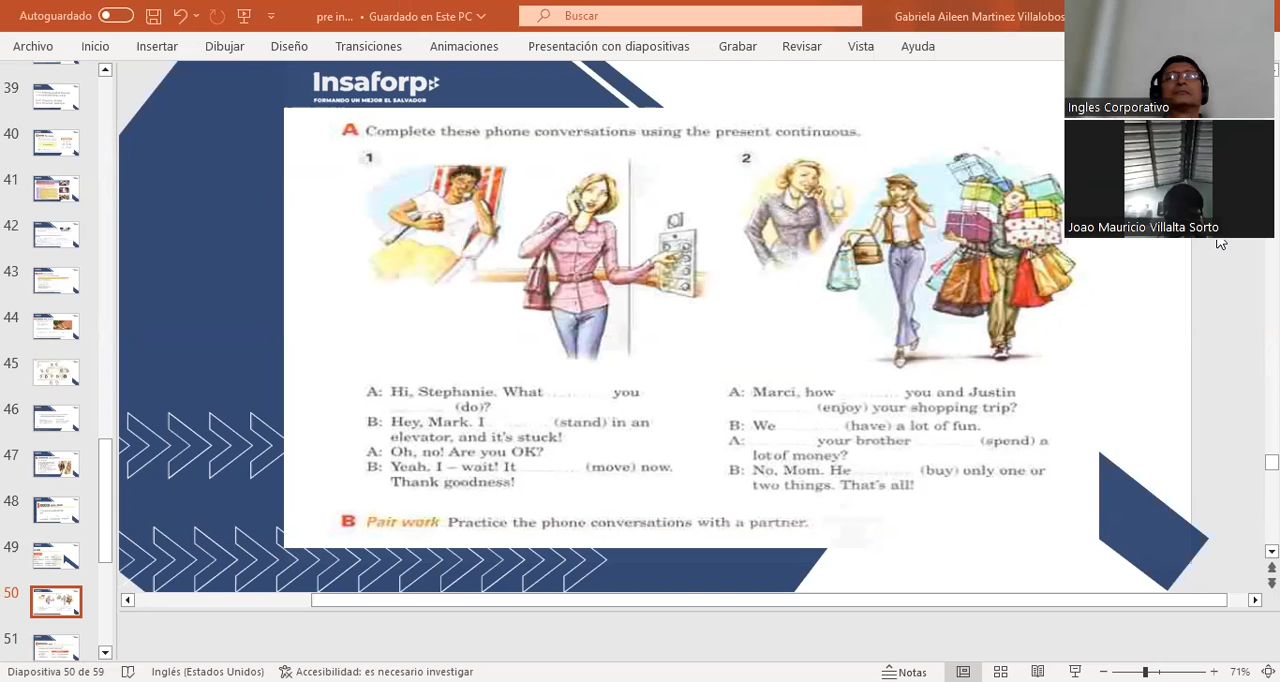 Autoguardado
pre in... • Guardado en Este PC
Buscar
Gabriela Aileen Martinez Villalobos
Archivo Inicio Insertar Dibujar Diseño Transiciones Animaciones Presentación con diapositivas Grabar Revisar Vista Ayuda
Ingles Corporativo
Joao Mauricio Villalta Sorto
39
40
41
42
43
44
45
46
47
48
49
50
51
Insaforp
FORMANDO UN MEJOR EL SALVADOR
A Complete these phone conversations using the present continuous.
1
A: Hi, Stephanie. What ........ you
........ (do)?
B: Hey, Mark. I ........ (stand) in an
elevator, and it's stuck!
A: Oh, no! Are you OK?
B: Yeah. I – wait! It ........ (move) now.
Thank goodness!
2
A: Marci, how ........ you and Justin
........ (enjoy) your shopping trip?
B: We ........ (have) a lot of fun.
A: ........ your brother ........ (spend) a
lot of money?
B: No, Mom. He ........ (buy) only one or
two things. That's all!
B Pair work Practice the phone conversations with a partner.
Diapositiva 50 de 59
Inglés (Estados Unidos)
Accesibilidad: es necesario investigar
Notas
71%